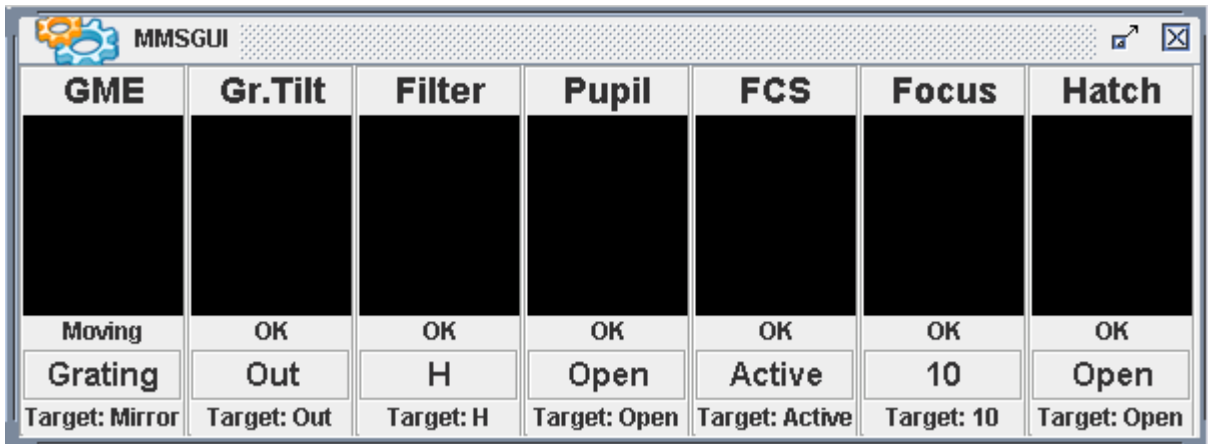 MMSGUI
GME Gr.Tilt Filter Pupil FCS Focus Hatch
Moving OK OK OK OK OK OK
Grating Out H Open Active 10 Open
Target: Mirror Target: Out Target: H Target: Open Target: Active Target: 10 Target: Open